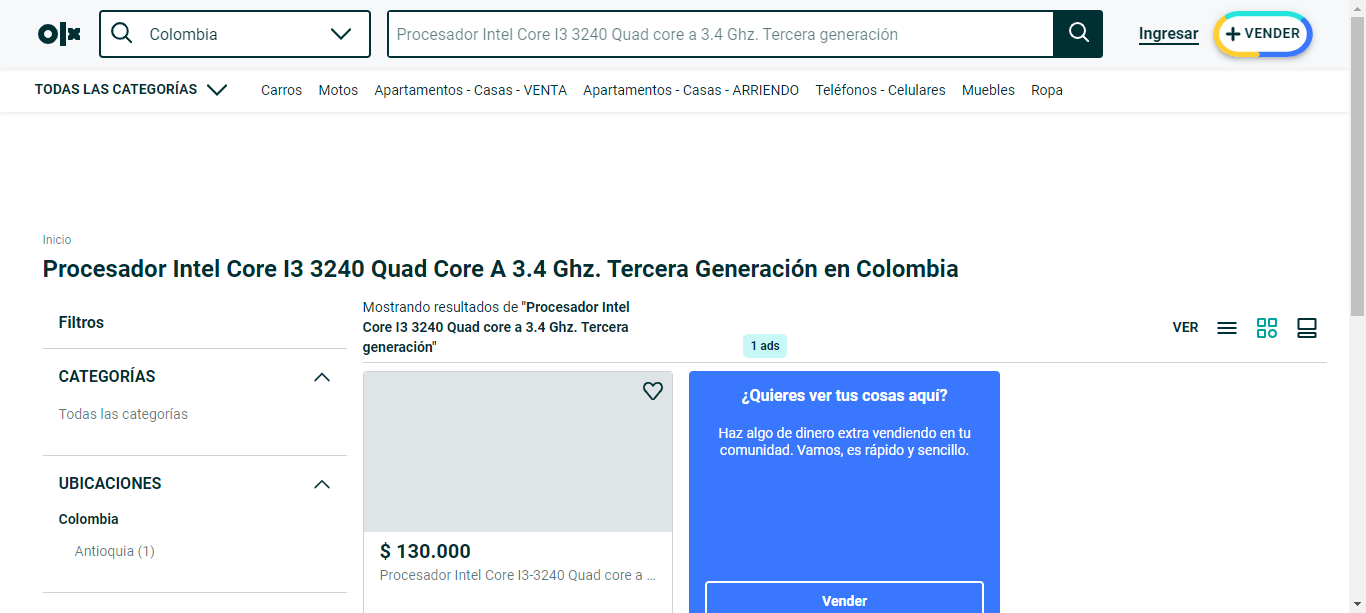 olx
Colombia
Procesador Intel Core I3 3240 Quad core a 3.4 Ghz. Tercera generación
Ingresar
VENDER
TODAS LAS CATEGORÍAS
Carros
Motos
Apartamentos - Casas - VENTA
Apartamentos - Casas - ARRIENDO
Teléfonos - Celulares
Muebles
Ropa
Inicio
Procesador Intel Core I3 3240 Quad Core A 3.4 Ghz. Tercera Generación en Colombia
Filtros
CATEGORÍAS
Todas las categorías
UBICACIONES
Colombia
Antioquia (1)
Mostrando resultados de "Procesador Intel
Core I3 3240 Quad core a 3.4 Ghz. Tercera
generación"
1 ads
VER
$ 130.000
Procesador Intel Core I3-3240 Quad core a ...
¿Quieres ver tus cosas aquí?
Haz algo de dinero extra vendiendo en tu
comunidad. Vamos, es rápido y sencillo.
Vender